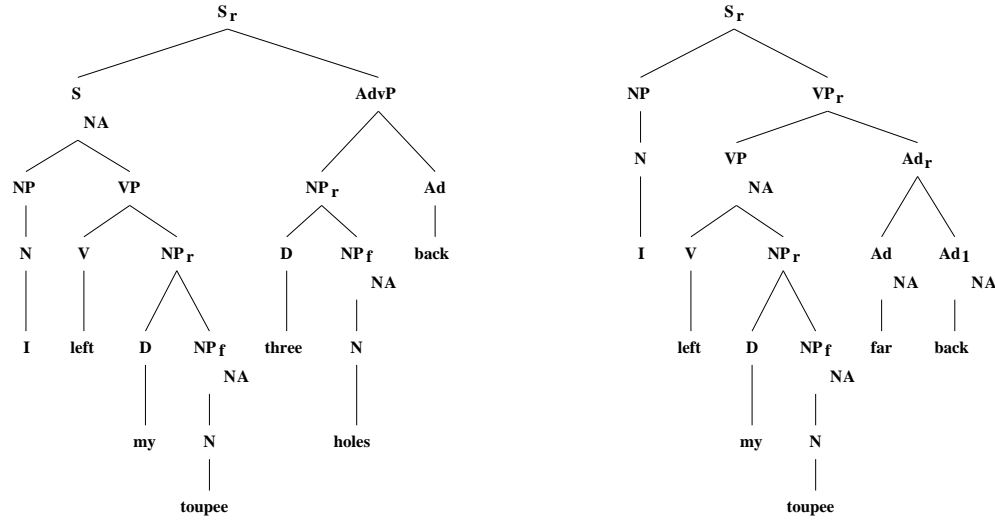 Sr Sr
S AdvP NP VPr
NA
N VP Adr
NP VP NPr Ad NA
N V NPr D NPf back I V NPr Ad Ad1
NA NA NA
I left D NPf three N left D NPf far back
NA NA
my N holes my N
toupee toupee